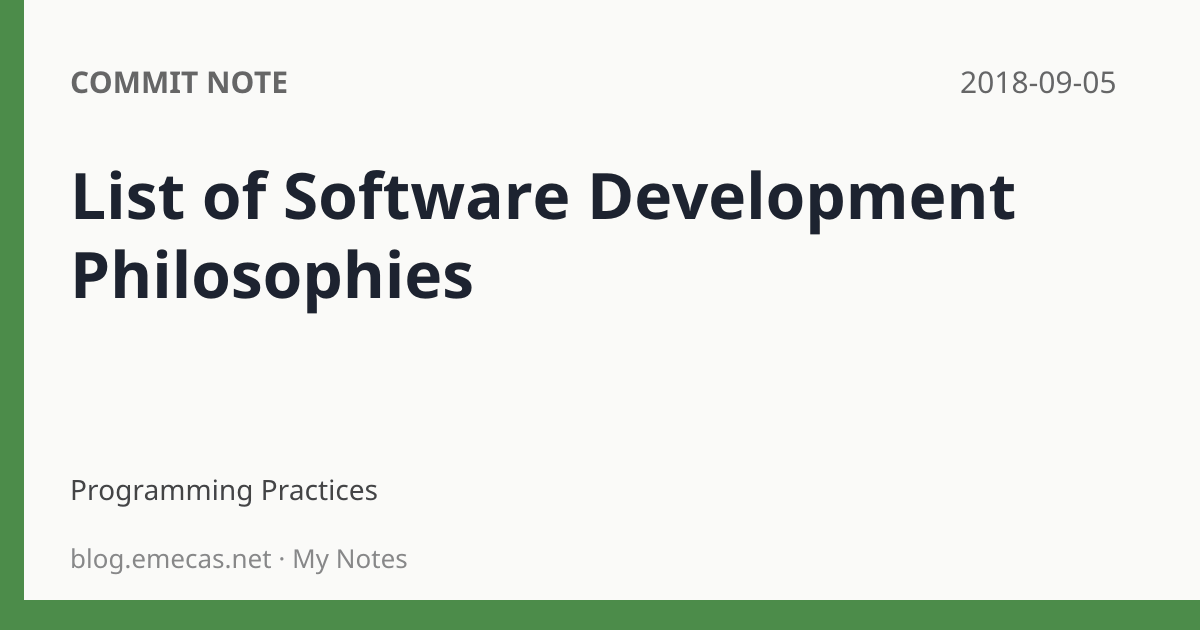 COMMIT NOTE
2018-09-05
List of Software Development
Philosophies
Programming Practices
blog.emecas.net · My Notes